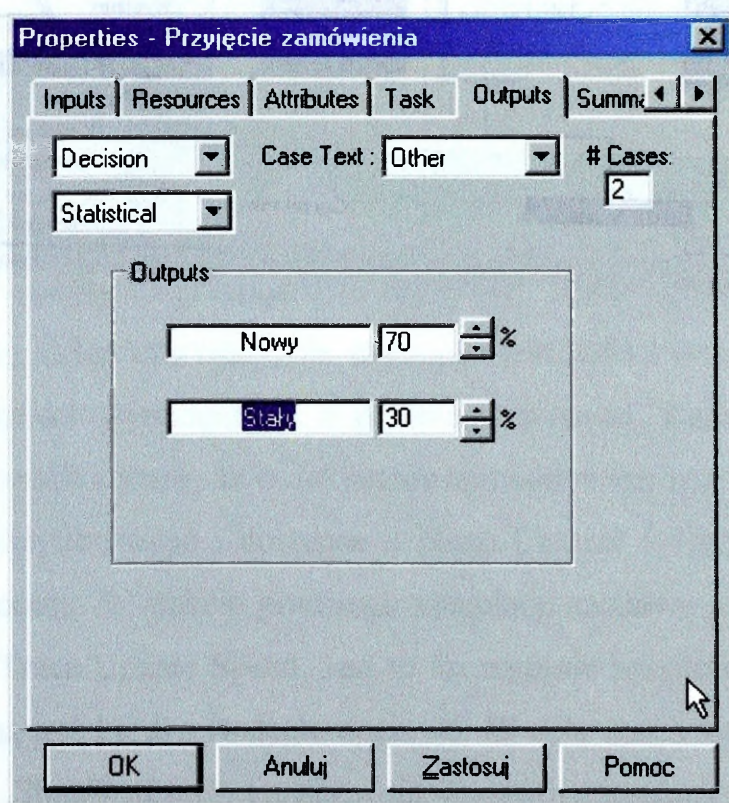 Properties - Przyjęcie zamówienia
Inputs Resources Attributes Task Outputs Summa
Decision Case Text : Other # Cases:
Statistical 2
Outputs
Nowy 70 %
Stały 30 %
OK Anuluj Zastosuj Pomoc